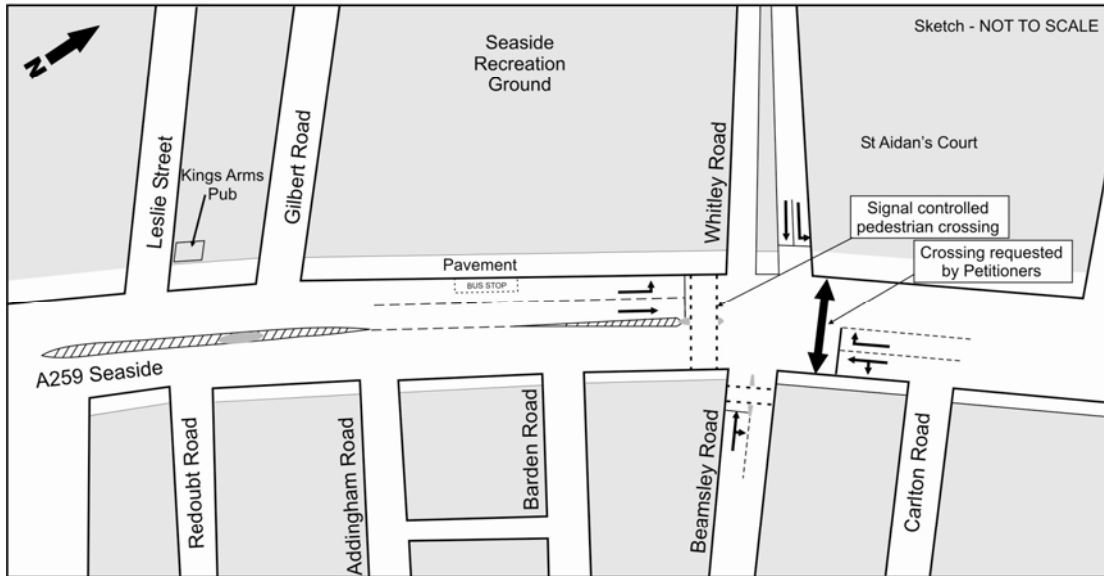 Sketch - NOT TO SCALE
N
Seaside
Recreation
Ground
St Aidan's Court
Leslie Street
Kings Arms
Pub
Gilbert Road
Whitley Road
Signal controlled
pedestrian crossing
Crossing requested
by Petitioners
Pavement
BUS STOP
A259 Seaside
Redoubt Road
Addingham Road
Barden Road
Beamsley Road
Carlton Road